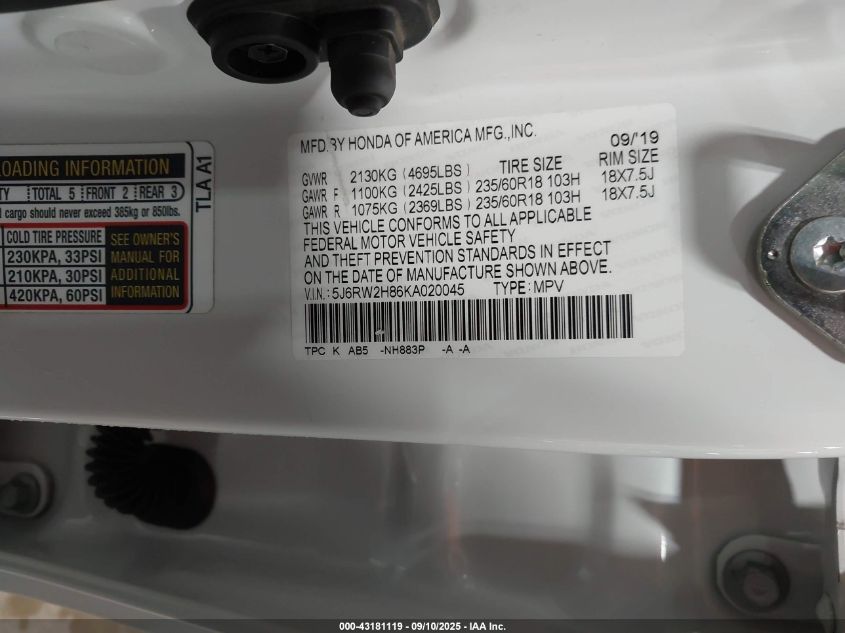 LOADING INFORMATION
TOTAL 5 FRONT 2 REAR 3
cargo should never exceed 385kg or 850lbs.
COLD TIRE PRESSURE
230KPA, 33PSI
210KPA, 30PSI
420KPA, 60PSI
SEE OWNER'S
MANUAL FOR
ADDITIONAL
INFORMATION
TLA A1
MFD.BY HONDA OF AMERICA MFG.,INC. 09/'19
TIRE SIZE RIM SIZE
GVWR 2130KG (4695LBS)
GAWR F 1100KG (2425LBS) 235/60R18 103H 18X7.5J
GAWR R 1075KG (2369LBS) 235/60R18 103H 18X7.5J
THIS VEHICLE CONFORMS TO ALL APPLICABLE
FEDERAL MOTOR VEHICLE SAFETY
AND THEFT PREVENTION STANDARDS IN EFFECT
ON THE DATE OF MANUFACTURE SHOWN ABOVE.
V.I.N.: 5J6RW2H86KA020045 TYPE: MPV
TPC K AB5 -NH883P -A -A
000-43181119 - 09/10/2025 - IAA Inc.